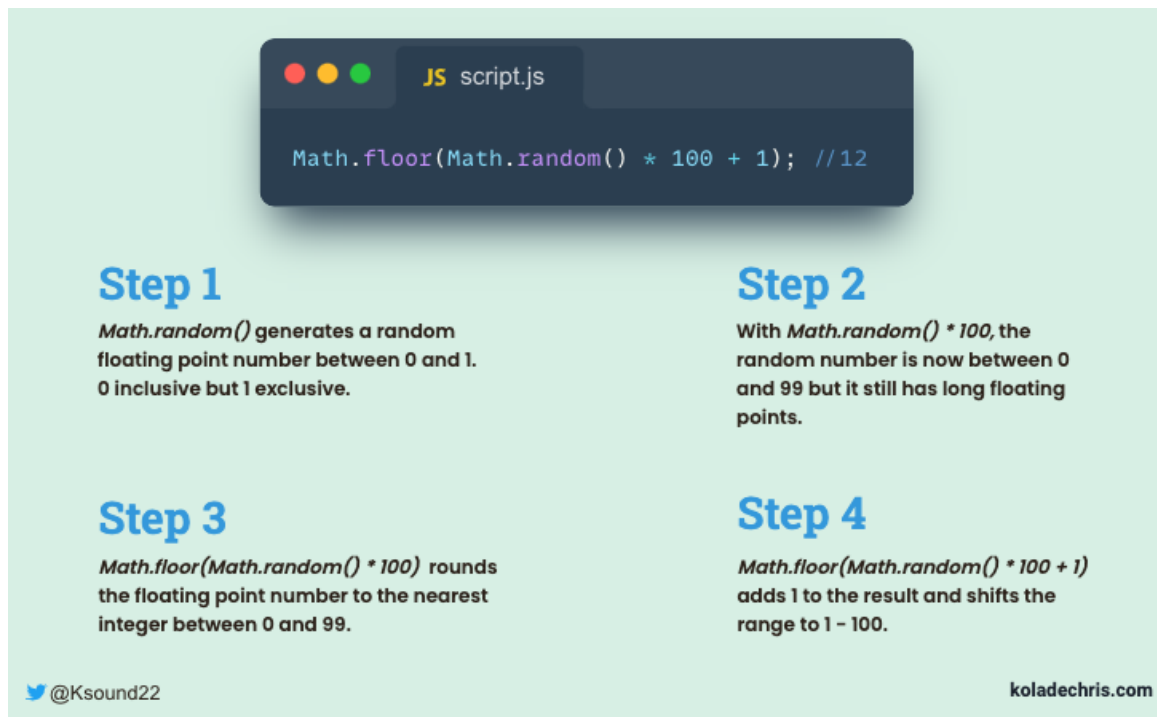 JS script.js
Math.floor(Math.random() * 100 + 1); //12
Step 1
Math.random() generates a random
floating point number between 0 and 1.
0 inclusive but 1 exclusive.
Step 2
With Math.random() * 100, the
random number is now between 0
and 99 but it still has long floating
points.
Step 3
Math.floor(Math.random() * 100) rounds
the floating point number to the nearest
integer between 0 and 99.
Step 4
Math.floor(Math.random() * 100 + 1)
adds 1 to the result and shifts the
range to 1 - 100.
@Ksound22
koladechris.com